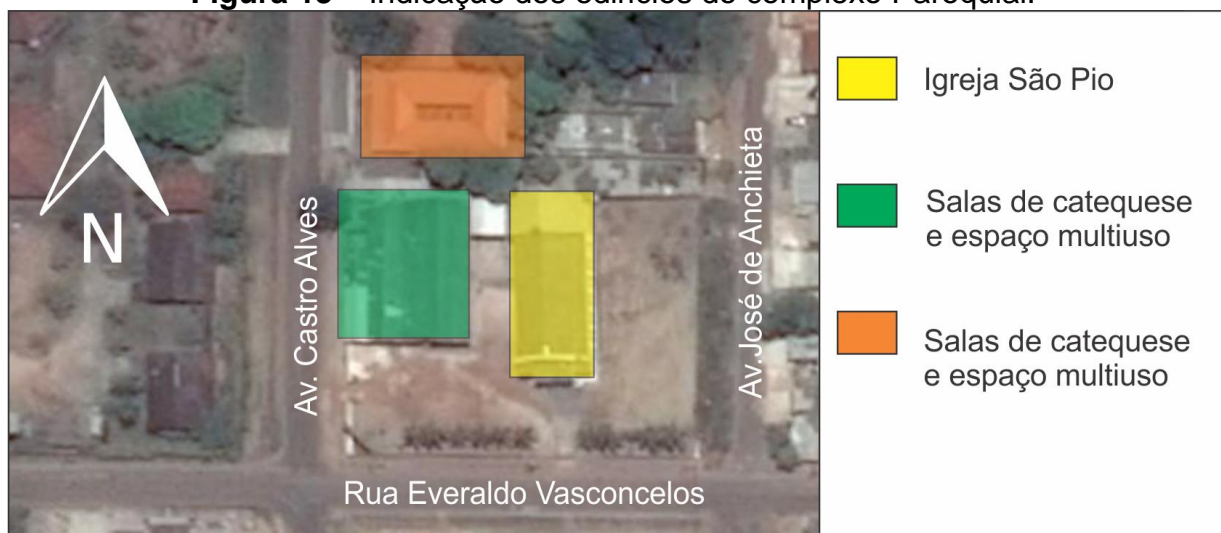 Igreja São Pio
Salas de catequese
e espaço multiuso
Salas de catequese
e espaço multiuso
N
Av. Castro Alves
Av.José de Anchieta
Rua Everaldo Vasconcelos